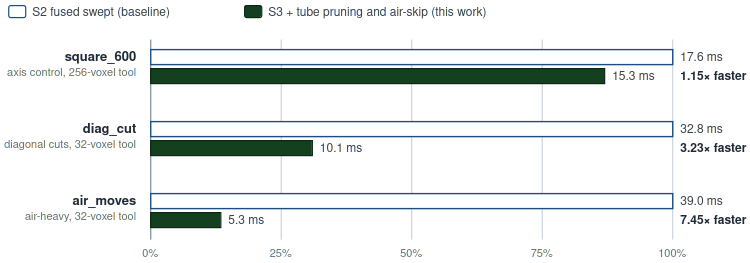 S2 fused swept (baseline)
S3 + tube pruning and air-skip (this work)
square_600
axis control, 256-voxel tool
17.6 ms
15.3 ms
1.15× faster
diag_cut
diagonal cuts, 32-voxel tool
32.8 ms
10.1 ms
3.23× faster
air_moves
air-heavy, 32-voxel tool
39.0 ms
5.3 ms
7.45× faster
0%
25%
50%
75%
100%